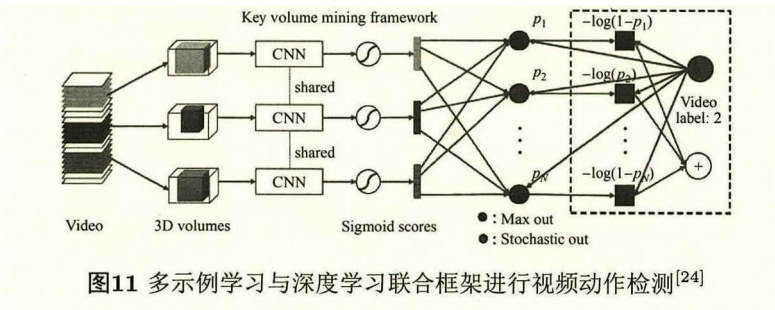 Key volume mining framework
p1
−log(1−p1)
CNN
shared
p2
−log(p2)
CNN
Video
label: 2
shared
pN
−log(1−pN)
CNN
+
Video
3D volumes
Sigmoid scores
: Max out
: Stochastic out
图11 多示例学习与深度学习联合框架进行视频动作检测[24]